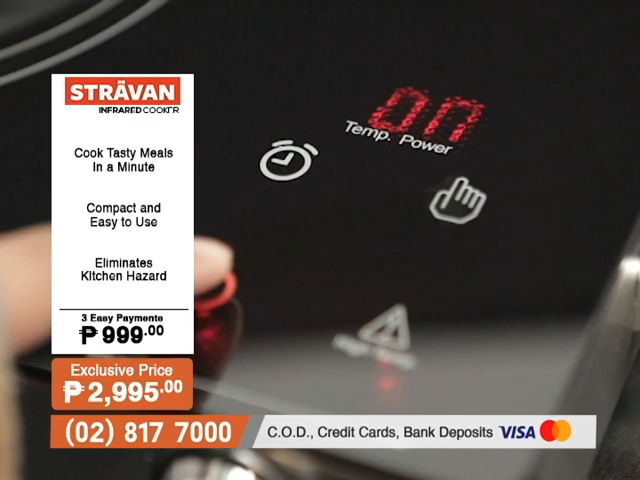 STRÄVAN
INFRARED COOKER
Cook Tasty Meals
In a Minute
Compact and
Easy to Use
Eliminates
Kitchen Hazard
3 Easy Payments
₱ 999.00
Exclusive Price
₱ 2,995.00
(02) 817 7000
C.O.D., Credit Cards, Bank Deposits VISA
on
Temp. Power